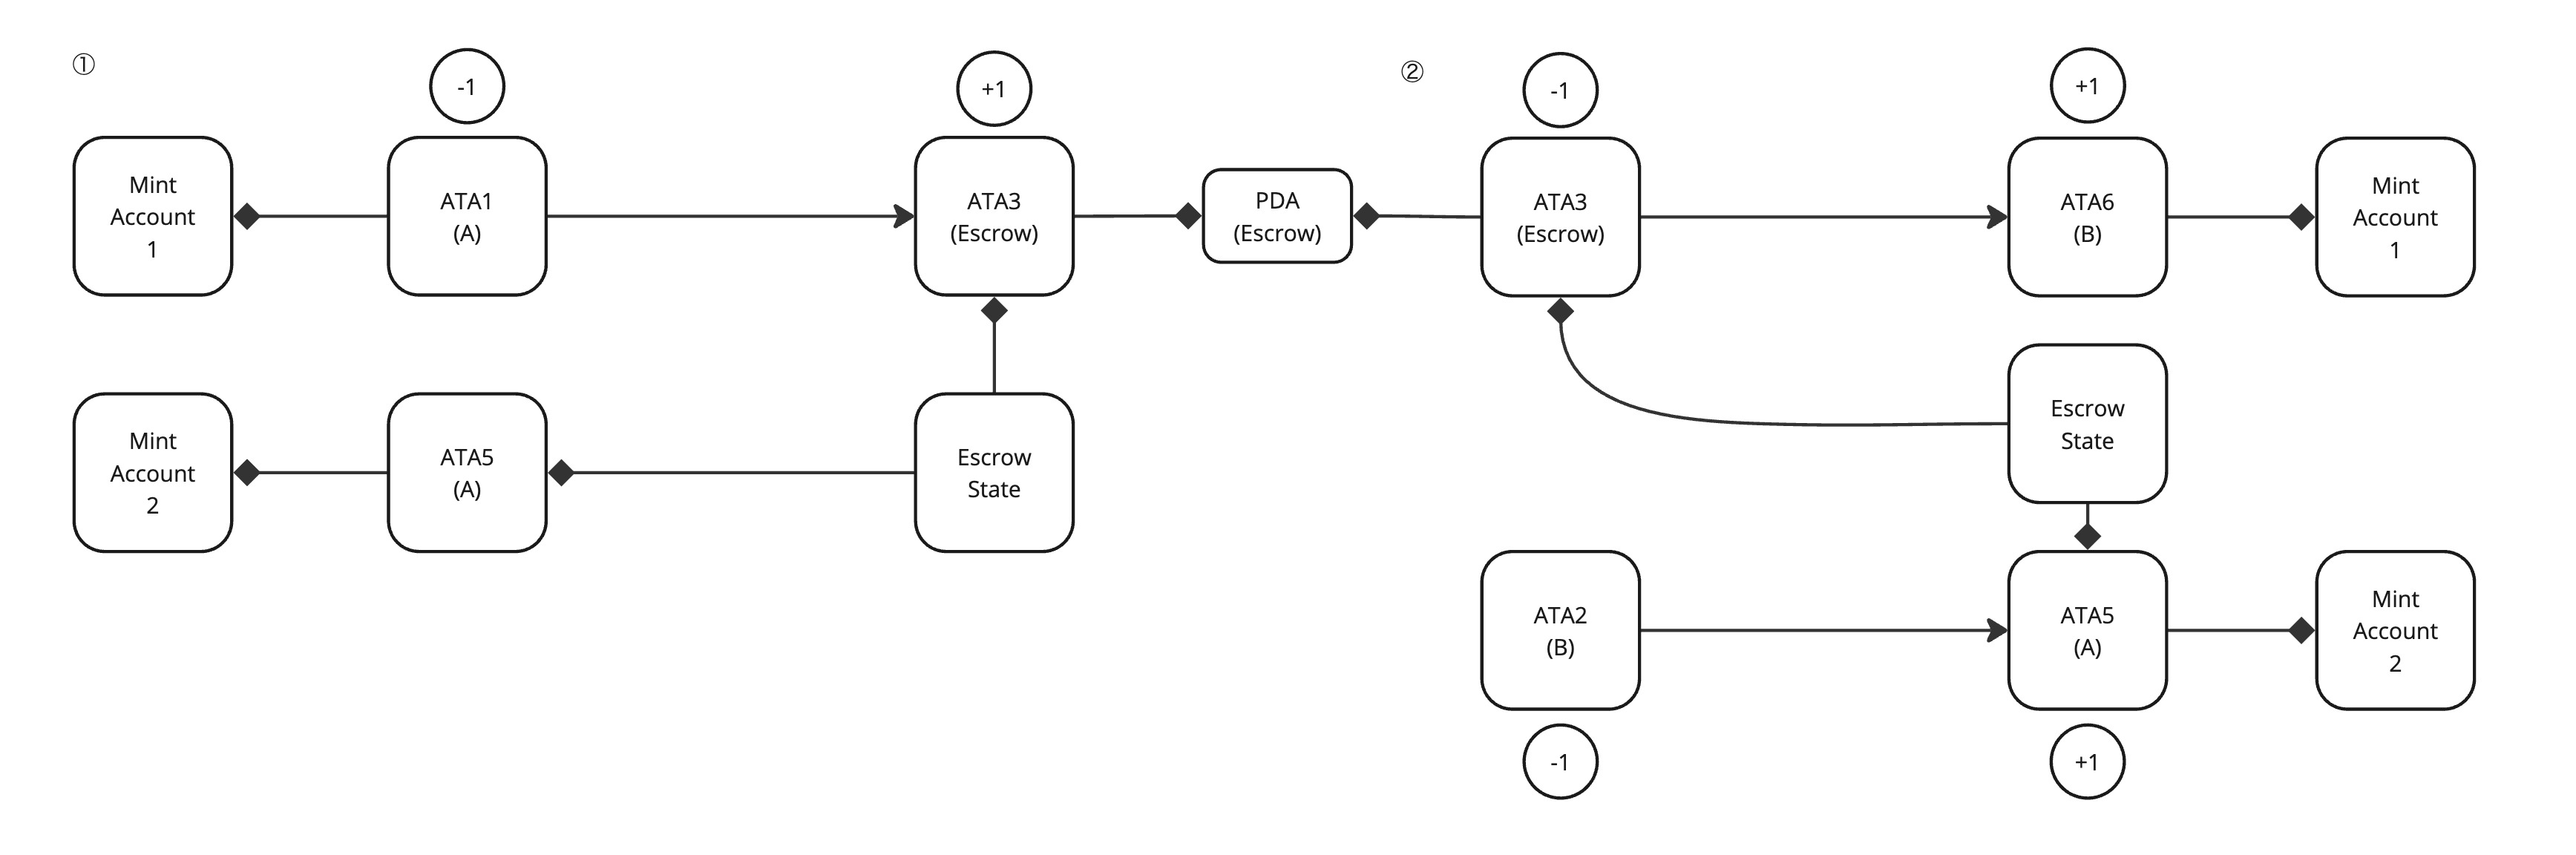 ①
-1
+1
Mint
Account
1
ATA1
(A)
ATA3
(Escrow)
PDA
(Escrow)
Mint
Account
2
ATA5
(A)
Escrow
State
②
-1
+1
ATA3
(Escrow)
ATA6
(B)
Mint
Account
1
Escrow
State
ATA2
(B)
ATA5
(A)
Mint
Account
2
-1
+1